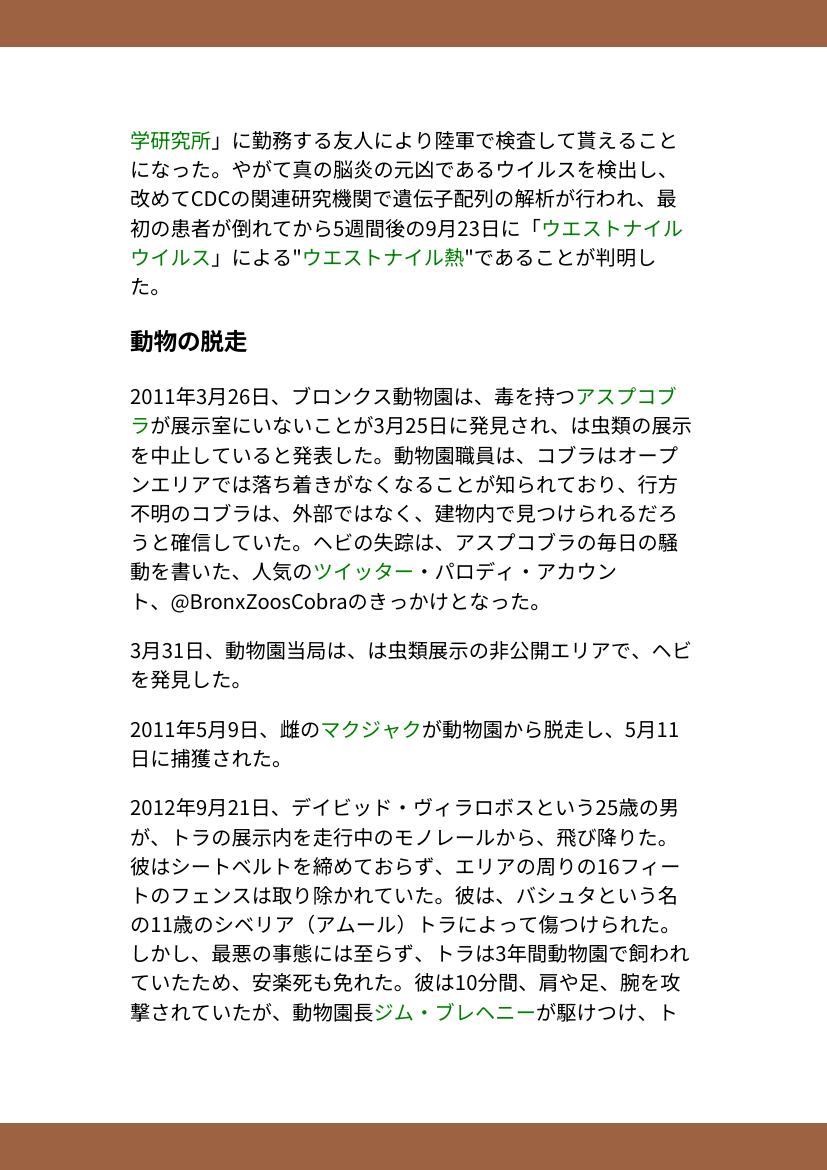 学研究所」に勤務する友人により陸軍で検査して貰えること
になった。やがて真の脳炎の元凶であるウイルスを検出し、
改めてCDCの関連研究機関で遺伝子配列の解析が行われ、最
初の患者が倒れてから5週間後の9月23日に「ウエストナイル
ウイルス」による"ウエストナイル熱"であることが判明し
た。
動物の脱走
2011年3月26日、ブロンクス動物園は、毒を持つアスプコブ
ラが展示室にいないことが3月25日に発見され、は虫類の展示
を中止していると発表した。動物園職員は、コブラはオープ
ンエリアでは落ち着きがなくなることが知られており、行方
不明のコブラは、外部ではなく、建物内で見つけられるだろ
うと確信していた。ヘビの失踪は、アスプコブラの毎日の騒
動を書いた、人気のツイッター・パロディ・アカウン
ト、@BronxZoosCobraのきっかけとなった。
3月31日、動物園当局は、は虫類展示の非公開エリアで、ヘビ
を発見した。
2011年5月9日、雌のマクジャクが動物園から脱走し、5月11
日に捕獲された。
2012年9月21日、デイビッド・ヴィラロボスという25歳の男
が、トラの展示内を走行中のモノレールから、飛び降りた。
彼はシートベルトを締めておらず、エリアの周りの16フィー
トのフェンスは取り除かれていた。彼は、バシュタという名
の11歳のシベリア（アムール）トラによって傷つけられた。
しかし、最悪の事態には至らず、トラは3年間動物園で飼われ
ていたため、安楽死も免れた。彼は10分間、肩や足、腕を攻
撃されていたが、動物園長ジム・ブレヘニーが駆けつけ、ト